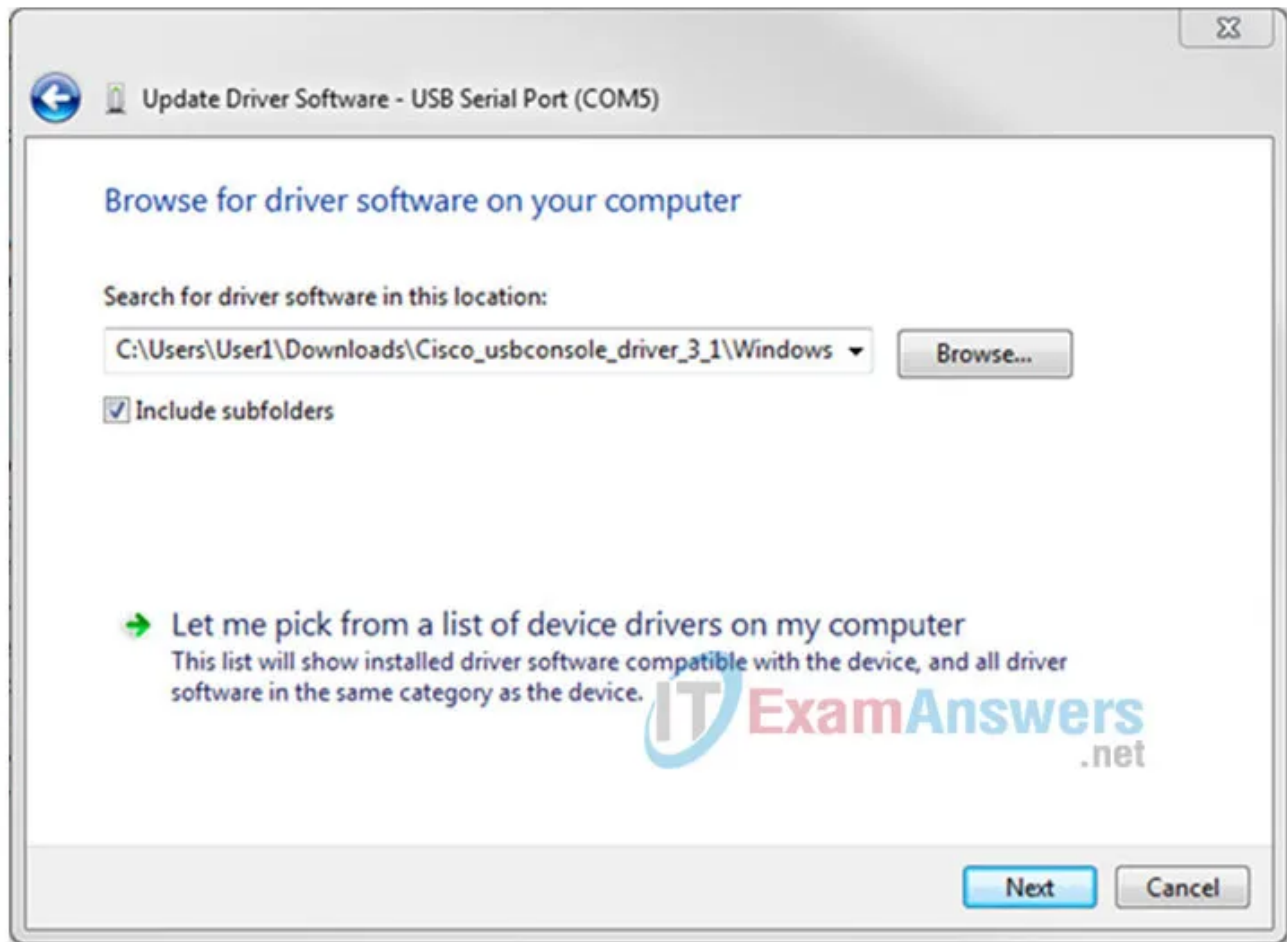 Update Driver Software - USB Serial Port (COM5)
Browse for driver software on your computer
Search for driver software in this location:
C:\Users\User1\Downloads\Cisco_usbconsole_driver_3_1\Windows
Browse...
Include subfolders
Let me pick from a list of device drivers on my computer
This list will show installed driver software compatible with the device, and all driver
software in the same category as the device.
ITExamAnswers
.net
Next
Cancel